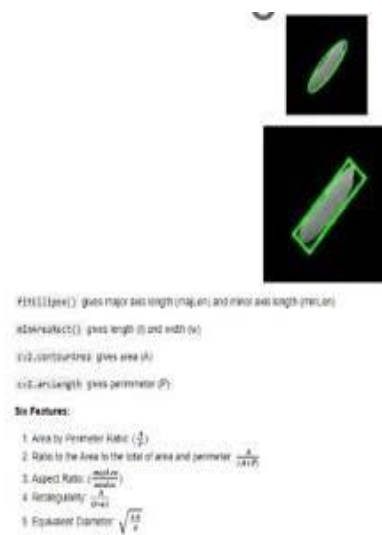 fitEllipse() gives major axis length (majLen) and minor axis length (minLen)
minAreaRect() gives length (l) and width (w)
cv2.contourArea gives area (A)
cv2.arcLength gives perimeter (P)
Six Features:
1. Area by Perimeter Ratio: (A/P)
2. Ratio to the Area to the total of area and perimeter: A/(A+P)
3. Aspect Ratio: (majLen/minLen)
4. Rectangularity: A/(l*w)
5. Equivalent Diameter: